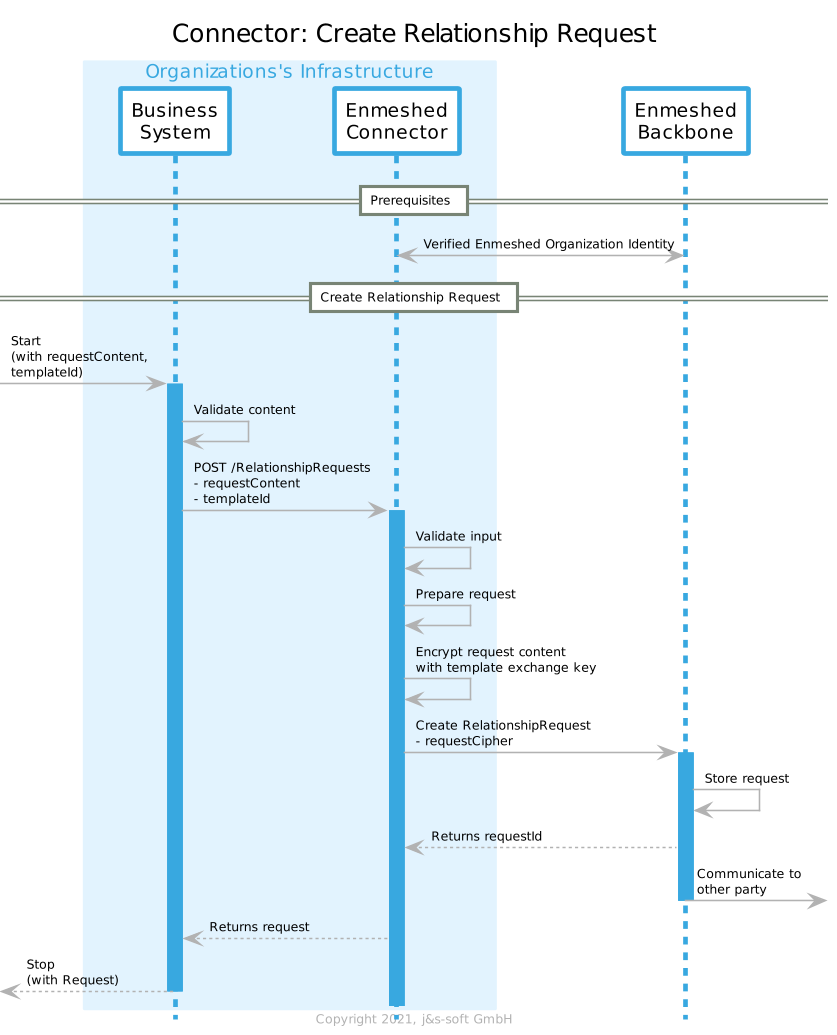 Connector: Create Relationship Request
Organizations's Infrastructure
Business
System
Enmeshed
Connector
Enmeshed
Backbone
Prerequisites
Verified Enmeshed Organization Identity
Create Relationship Request
Start
(with requestContent,
templateId)
Validate content
POST /RelationshipRequests
- requestContent
- templateId
Validate input
Prepare request
Encrypt request content
with template exchange key
Create RelationshipRequest
- requestCipher
Store request
Returns requestId
Communicate to
other party
Returns request
Stop
(with Request)
Copyright 2021, j&s-soft GmbH